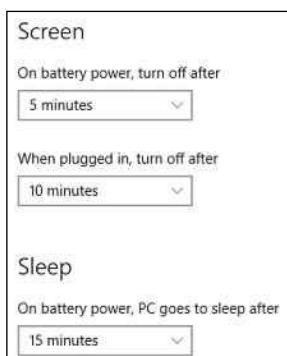 Screen
On battery power, turn off after
5 minutes
When plugged in, turn off after
10 minutes
Sleep
On battery power, PC goes to sleep after
15 minutes